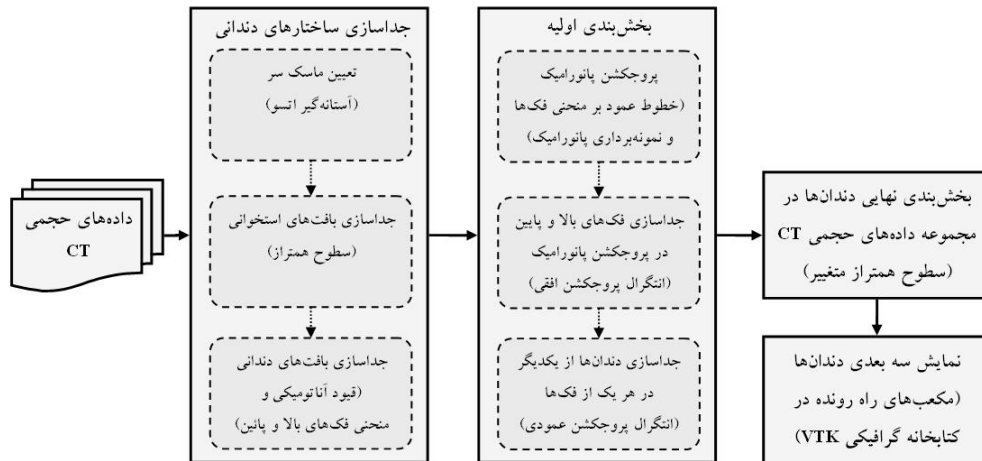 داده‌های حجمی
CT
جداسازی ساختارهای دندانی
تعیین ماسک سر
(آستانه‌گیر اتسو)
جداسازی بافت‌های استخوانی
(سطوح همتراز)
جداسازی بافت‌های دندانی
(قیود آناتومیکی و
منحنی فک‌های بالا و پائین)
بخش‌بندی اولیه
پروجکشن پانورامیک
(خطوط عمود بر منحنی فک‌ها
و نمونه‌برداری پانورامیک)
جداسازی فک‌های بالا و پایین
در پروجکشن پانورامیک
(انتگرال پروجکشن افقی)
جداسازی دندان‌ها از یکدیگر
در هر یک از فک‌ها
(انتگرال پروجکشن عمودی)
بخش‌بندی نهایی دندان‌ها در
مجموعه داده‌های حجمی CT
(سطوح همتراز متغییر)
نمایش سه بعدی دندان‌ها
(مکعب‌های راه رونده در
کتابخانه گرافیکی VTK)